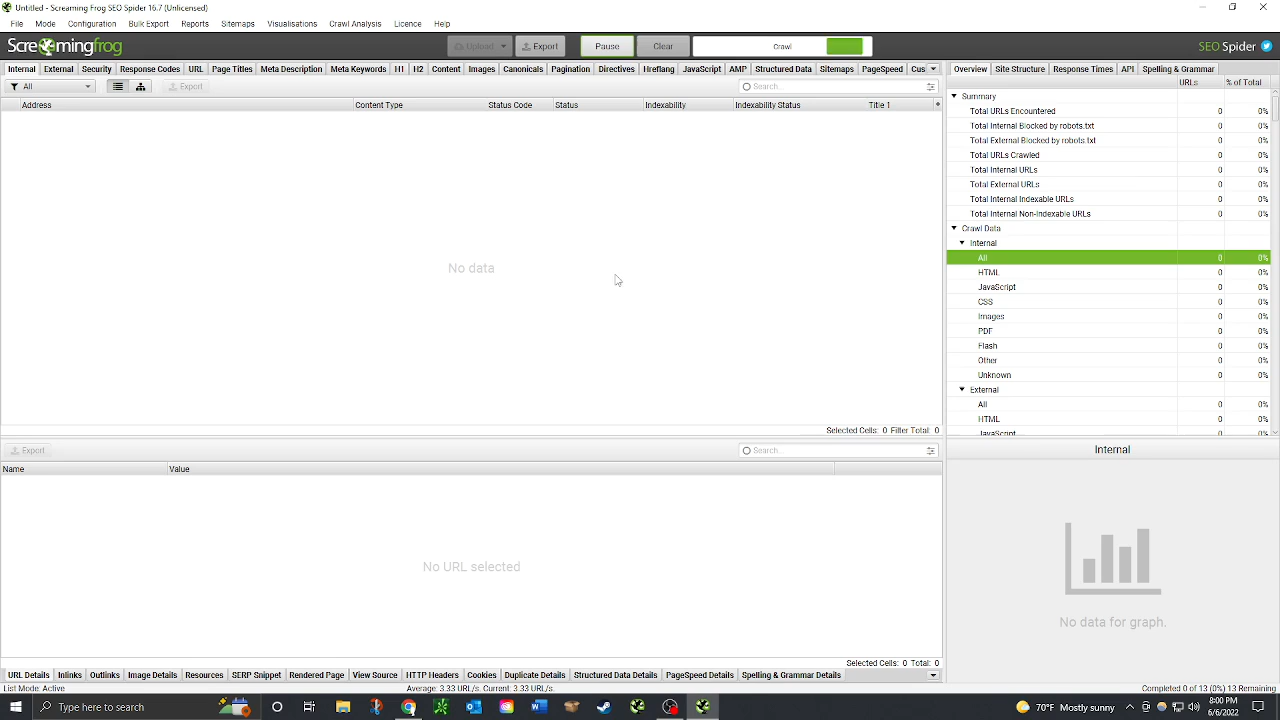 Untitled - Screaming Frog SEO Spider 16.7 (Unlicensed)
File Mode Configuration Bulk Export Reports Sitemaps Visualisations Crawl Analysis Licence Help
Screamingfrog Upload Export Pause Clear Crawl SEO Spider
Internal External Security Response Codes URL Page Titles Meta Description Meta Keywords H1 H2 Content Images Canonicals Pagination Directives Hreflang JavaScript AMP Structured Data Sitemaps PageSpeed Cus
All Export Search...
Address Content Type Status Code Status Indexability Indexability Status Title 1
No data
Selected Cells: 0 Filter Total: 0
Export Search...
Name Value
No URL selected
Selected Cells: 0 Total: 0
URL Details Inlinks Outlinks Image Details Resources SERP Snippet Rendered Page View Source HTTP Headers Cookies Duplicate Details Structured Data Details PageSpeed Details Spelling & Grammar Details
Overview Site Structure Response Times API Spelling & Grammar
URLs % of Total
Summary
Total URLs Encountered 0 0%
Total Internal Blocked by robots.txt 0 0%
Total External Blocked by robots.txt 0 0%
Total URLs Crawled 0 0%
Total Internal URLs 0 0%
Total External URLs 0 0%
Total Internal Indexable URLs 0 0%
Total Internal Non-Indexable URLs 0 0%
Crawl Data
Internal
All 0 0%
HTML 0 0%
JavaScript 0 0%
CSS 0 0%
Images 0 0%
PDF 0 0%
Flash 0 0%
Other 0 0%
Unknown 0 0%
External
All 0 0%
HTML 0 0%
JavaScript 0 0%
Internal
No data for graph.
List Mode: Active Average: 3.33 URL/s. Current: 3.33 URL/s. Completed 0 of 13 (0%) 13 Remaining
Type here to search 70°F Mostly sunny 8:00 PM
6/6/2022